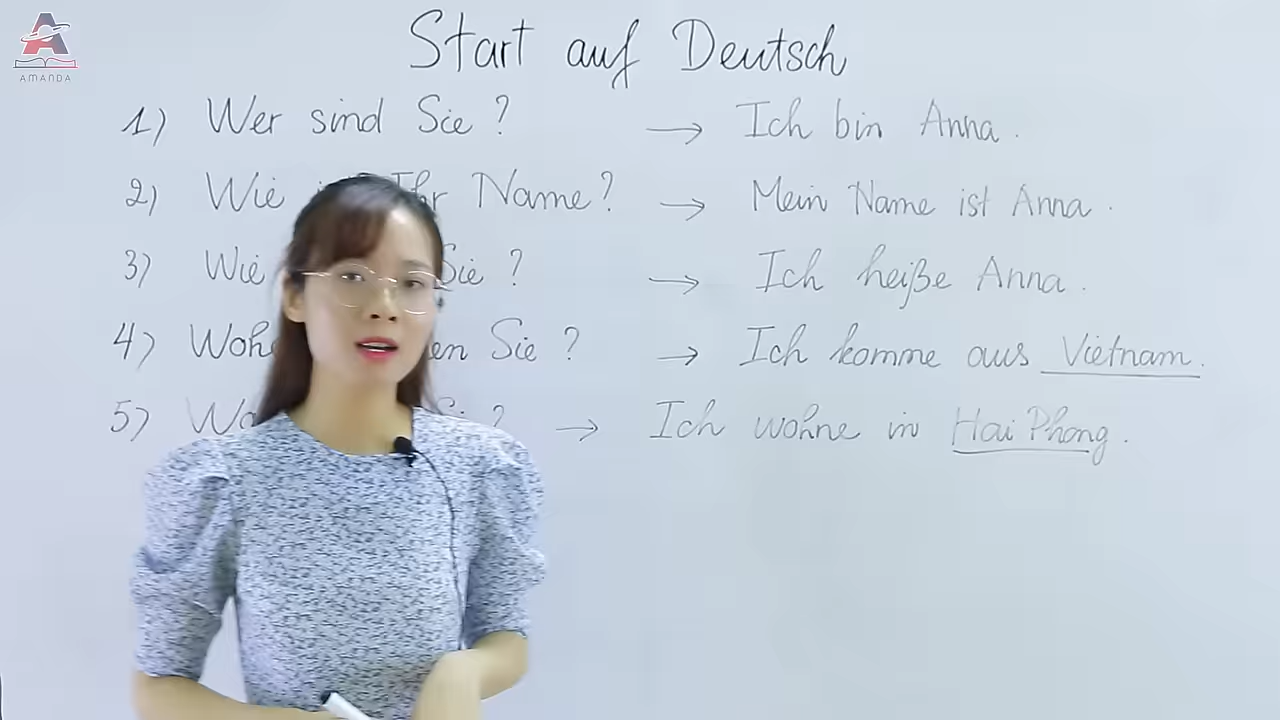 AMANDA
Start auf Deutsch
1) Wer sind Sie ? → Ich bin Anna .
2) Wie Ihr Name ? → Mein Name ist Anna .
3) Wie Sie ? → Ich heiße Anna .
4) Sie ? → Ich komme aus Vietnam .
5) ? → Ich wohne in Hai Phong .